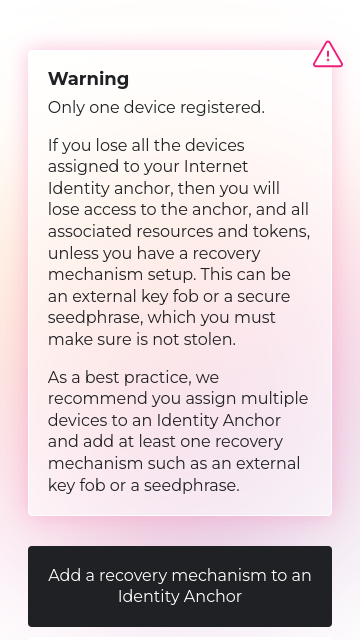 Warning
Only one device registered.
If you lose all the devices
assigned to your Internet
Identity anchor, then you will
lose access to the anchor, and all
associated resources and tokens,
unless you have a recovery
mechanism setup. This can be
an external key fob or a secure
seedphrase, which you must
make sure is not stolen.
As a best practice, we
recommend you assign multiple
devices to an Identity Anchor
and add at least one recovery
mechanism such as an external
key fob or a seedphrase.
Add a recovery mechanism to an
Identity Anchor